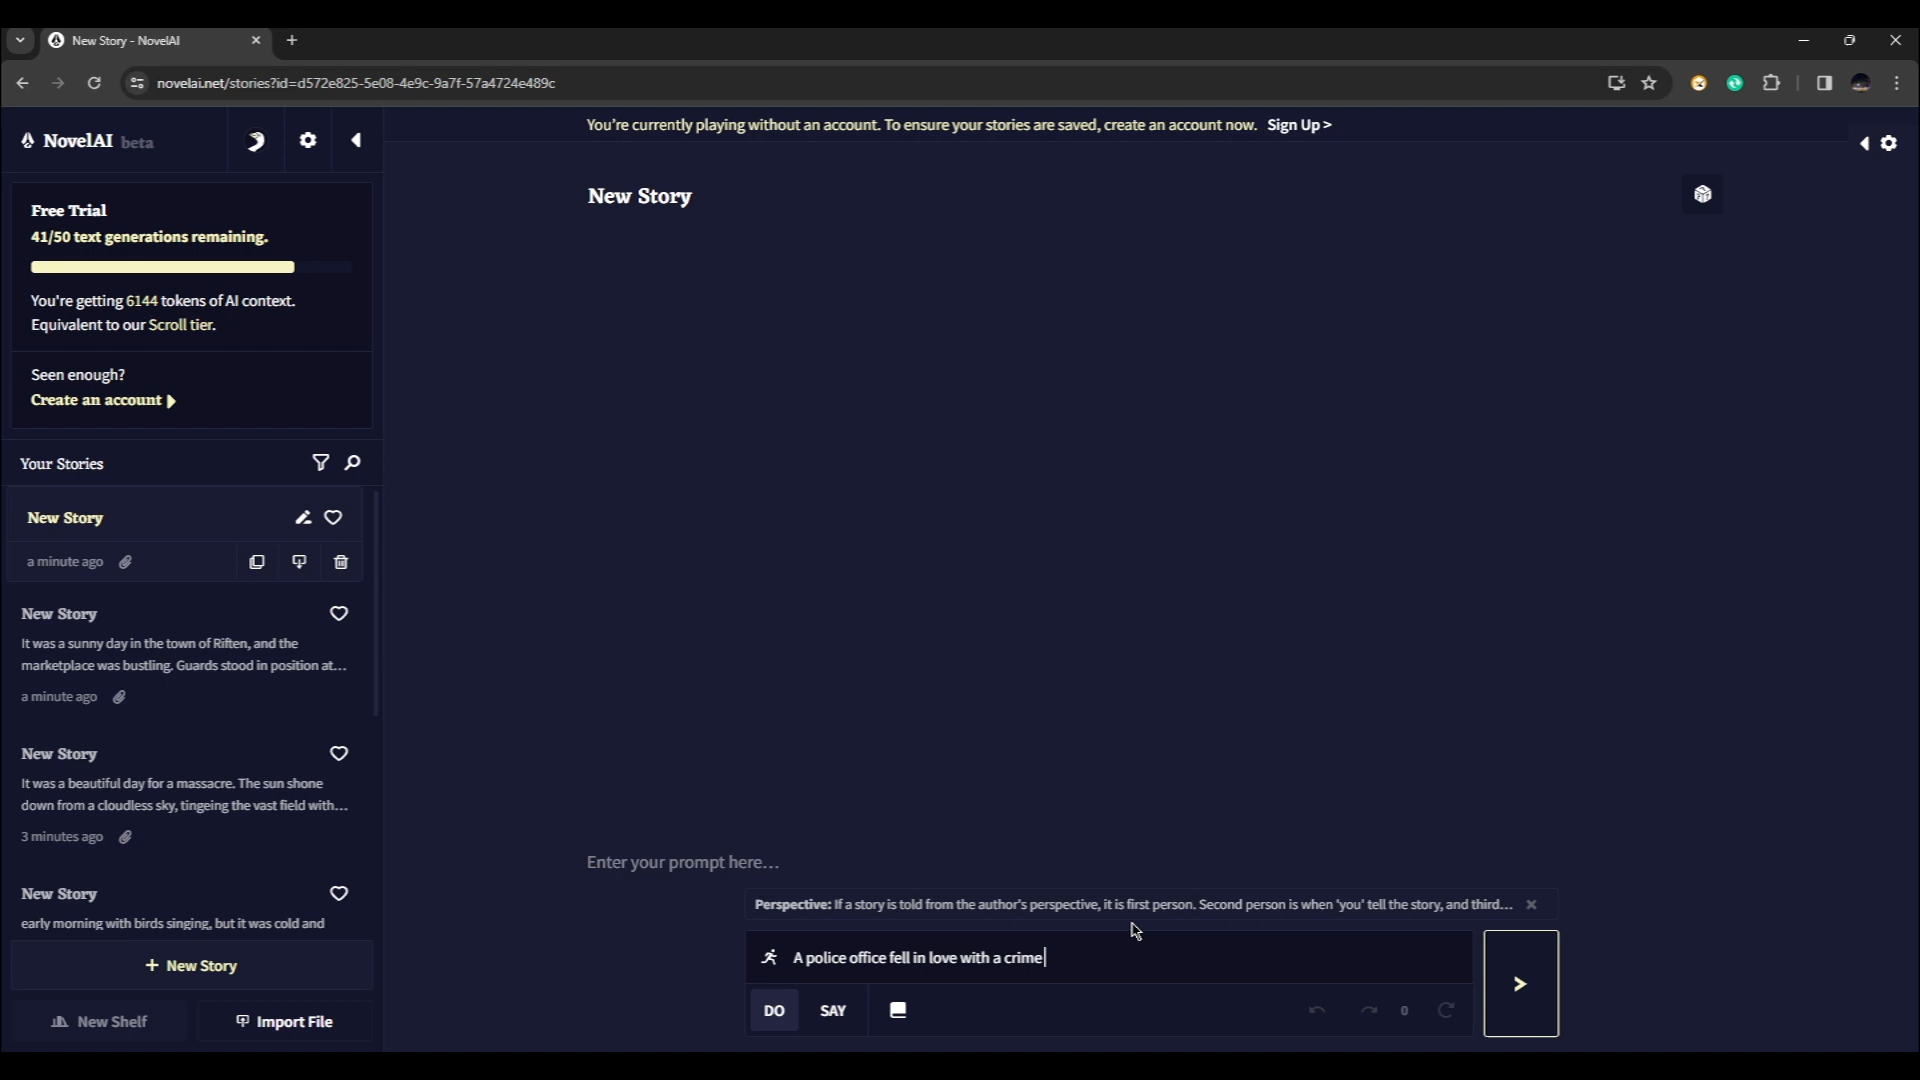 New Story - NovelAI
novelai.net/stories?id=d572e825-5e08-4e9c-9a7f-57a4724e489c
NovelAI beta
You're currently playing without an account. To ensure your stories are saved, create an account now. Sign Up >
Free Trial
41/50 text generations remaining.
You're getting 6144 tokens of AI context.
Equivalent to our Scroll tier.
Seen enough?
Create an account
Your Stories
New Story
a minute ago
New Story
It was a sunny day in the town of Riften, and the
marketplace was bustling. Guards stood in position at...
a minute ago
New Story
It was a beautiful day for a massacre. The sun shone
down from a cloudless sky, tingeing the vast field with...
3 minutes ago
New Story
early morning with birds singing, but it was cold and
+ New Story
New Shelf
Import File
New Story
Enter your prompt here...
Perspective: If a story is told from the author's perspective, it is first person. Second person is when 'you' tell the story, and third...
A police office fell in love with a crime
DO
SAY
0
>